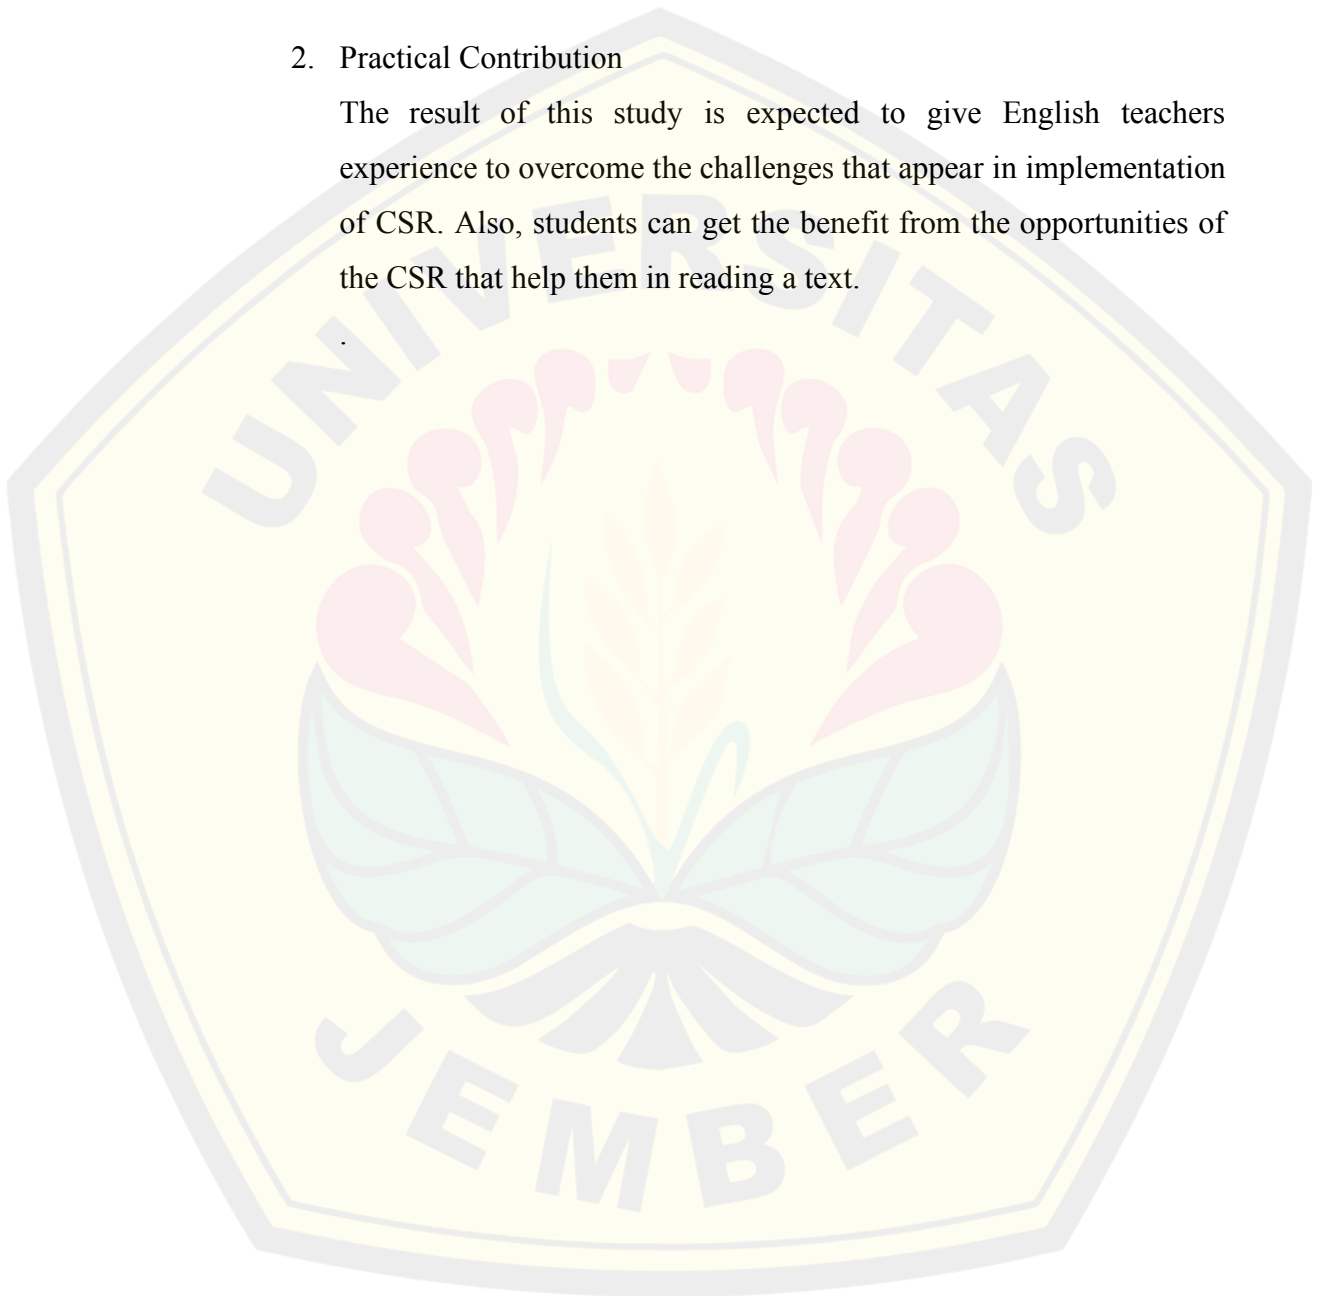 2. Practical Contribution
The result of this study is expected to give English teachers
experience to overcome the challenges that appear in implementation
of CSR. Also, students can get the benefit from the opportunities of
the CSR that help them in reading a text.
.
UNIVERSITAS
JEMBER